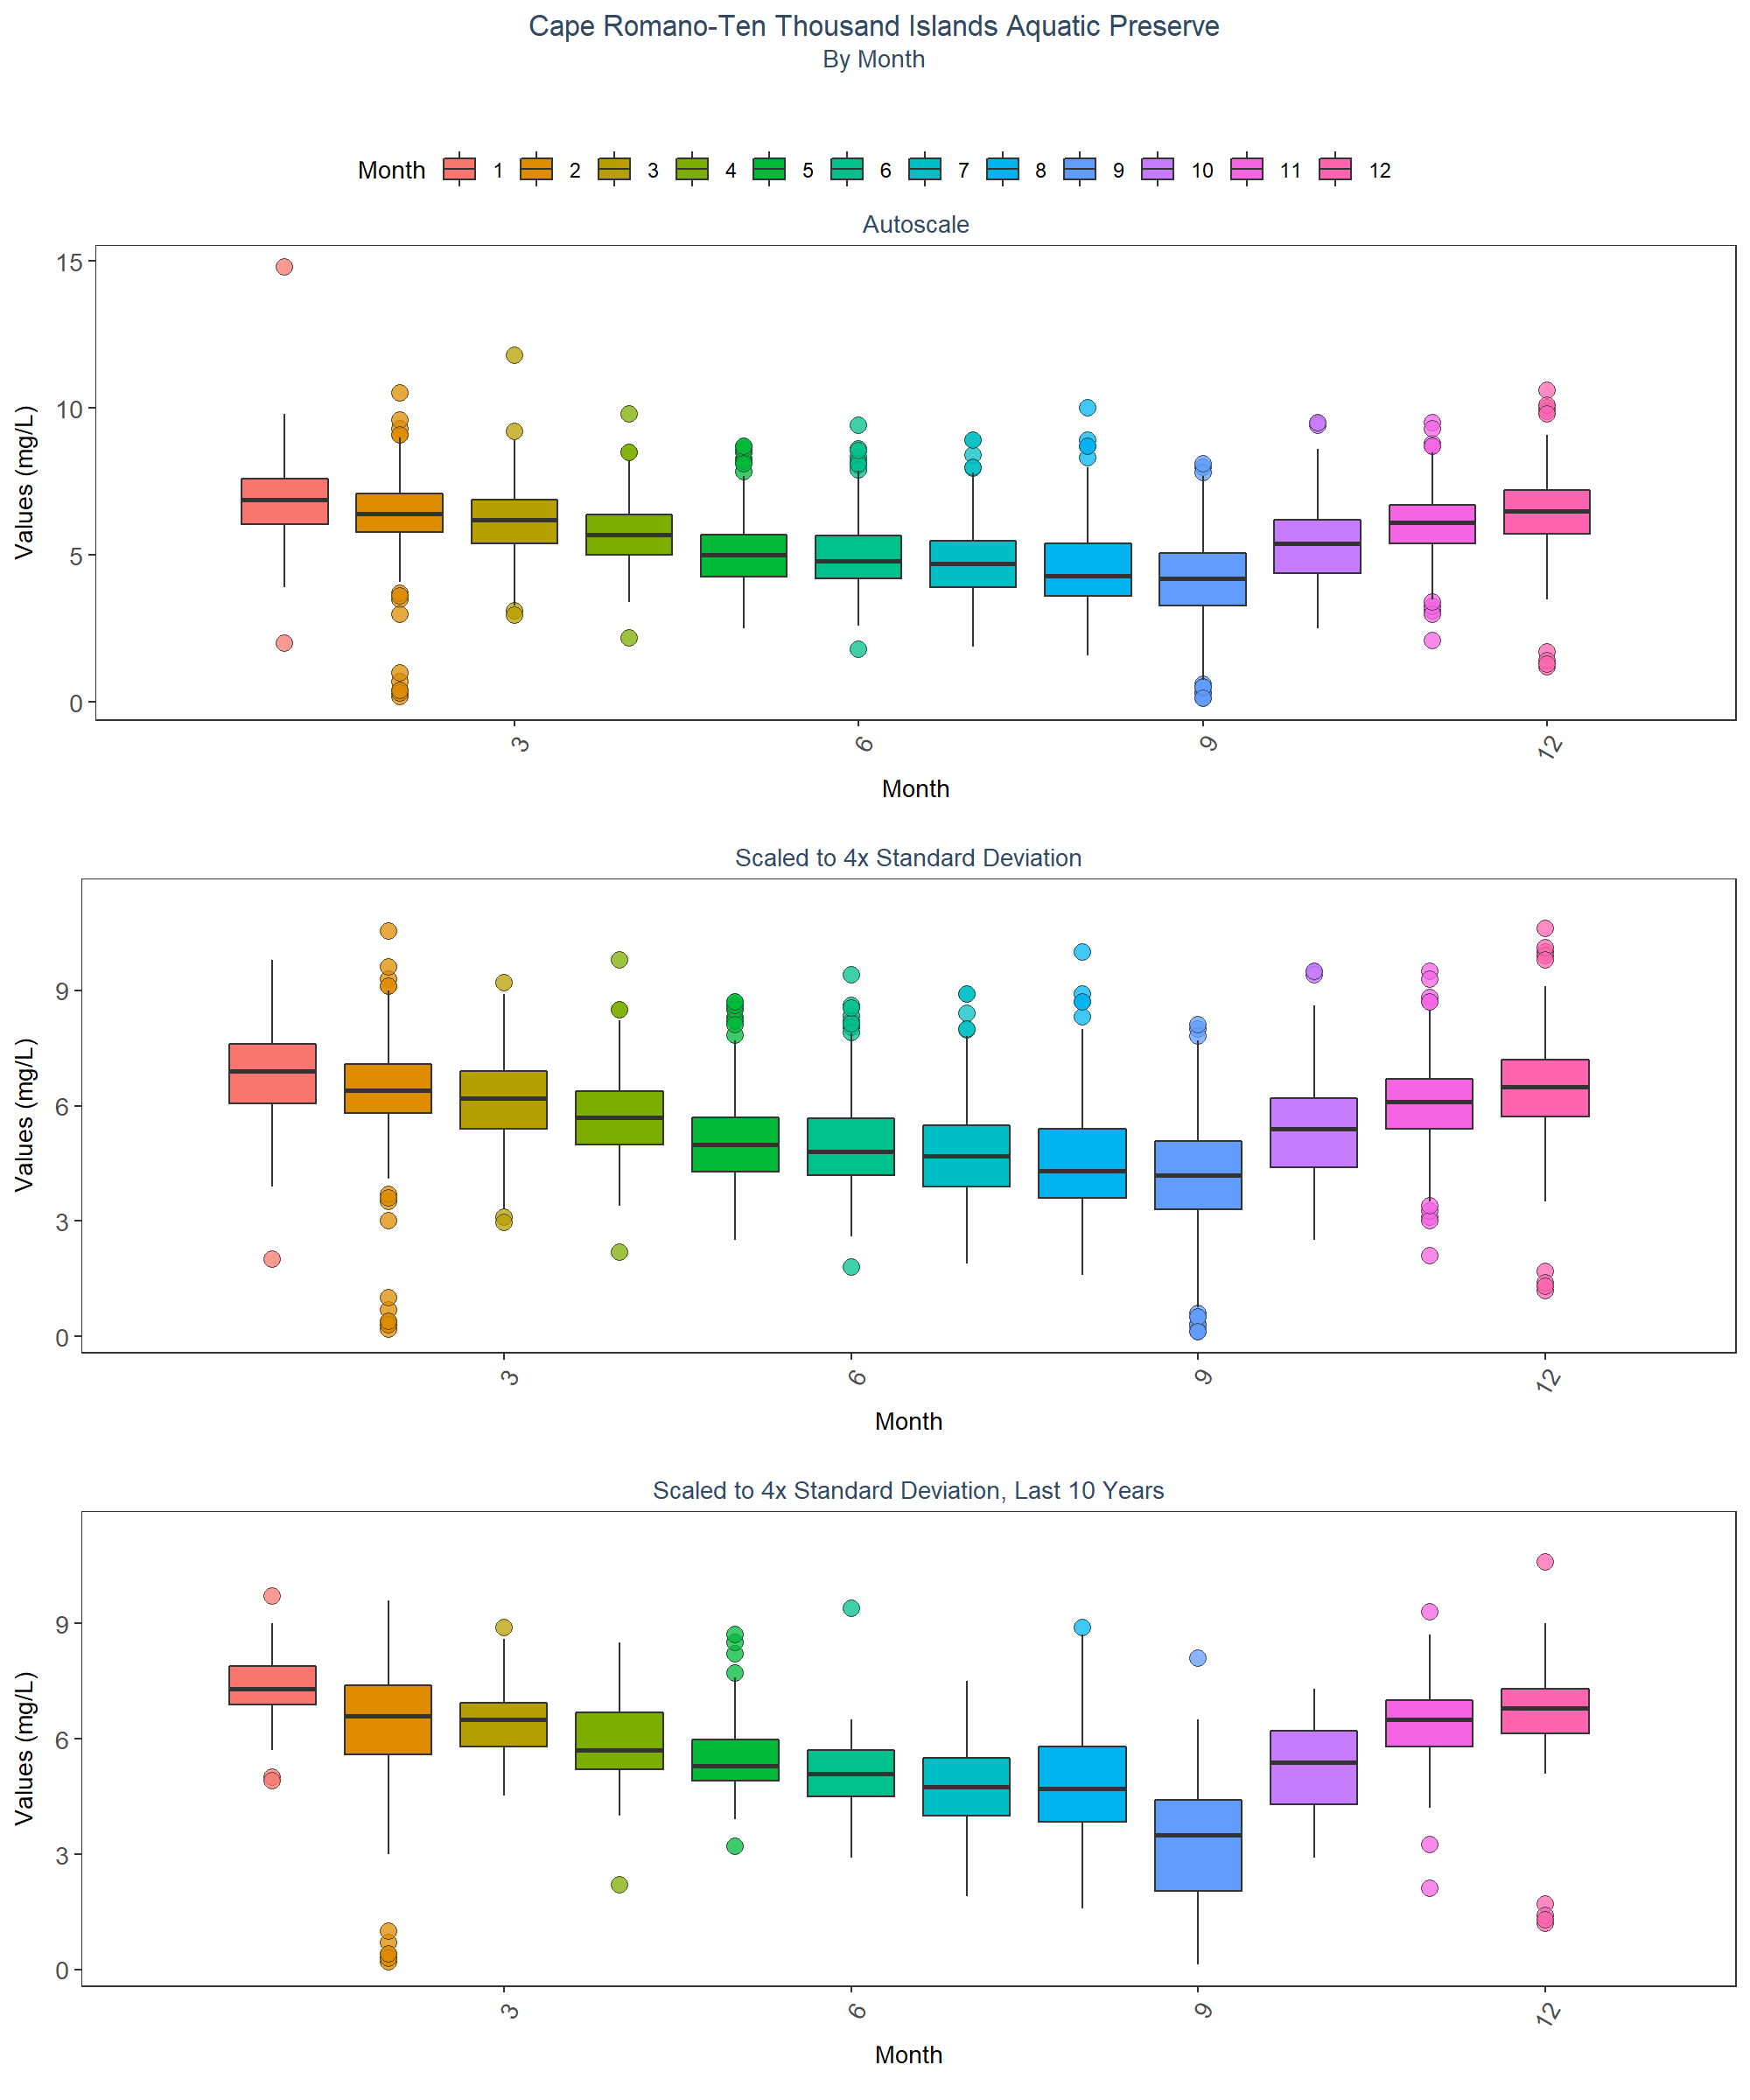 Cape Romano-Ten Thousand Islands Aquatic Preserve
By Month
Month 1 2 3 4 5 6 7 8 9 10 11 12
Autoscale
Values (mg/L)
15
10
5
0
3 6 9 12
Month
Scaled to 4x Standard Deviation
Values (mg/L)
9
6
3
0
3 6 9 12
Month
Scaled to 4x Standard Deviation, Last 10 Years
Values (mg/L)
9
6
3
0
3 6 9 12
Month